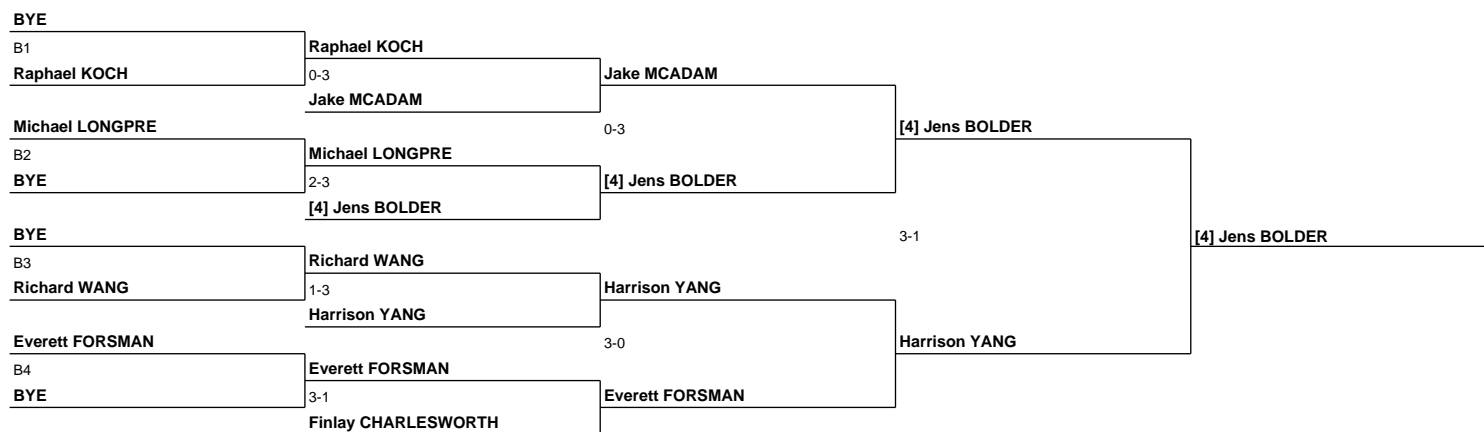 BYE
B1
Raphael KOCH
Michael LONGPRE
B2
BYE
BYE
B3
Richard WANG
Everett FORSMAN
B4
BYE
Raphael KOCH
0-3
Jake MCADAM
Michael LONGPRE
2-3
[4] Jens BOLDER
Richard WANG
1-3
Harrison YANG
Everett FORSMAN
3-1
Finlay CHARLESWORTH
Jake MCADAM
0-3
[4] Jens BOLDER
Harrison YANG
3-0
Everett FORSMAN
[4] Jens BOLDER
3-1
Harrison YANG
[4] Jens BOLDER